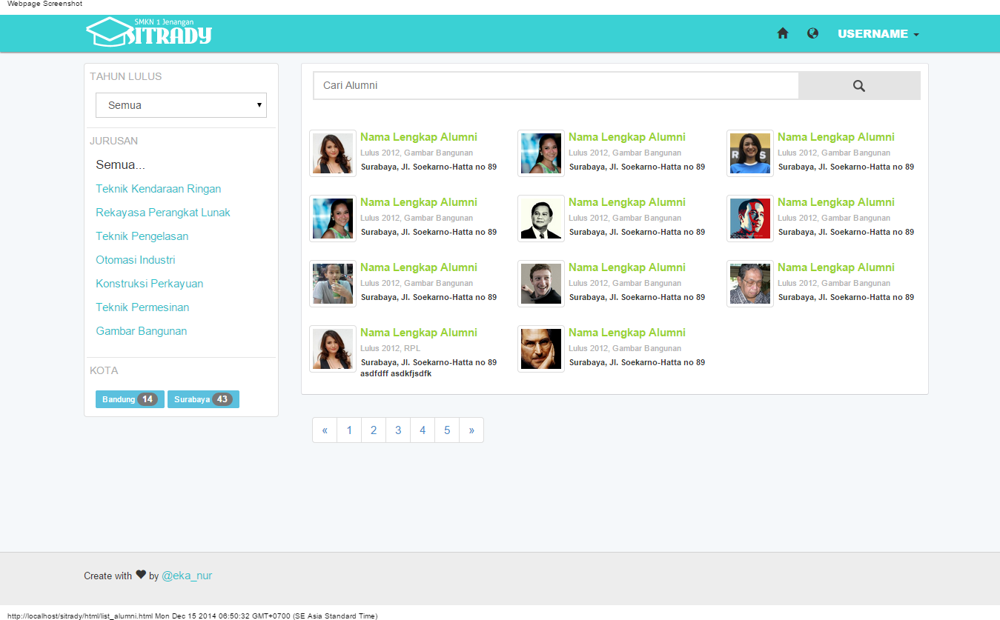 Webpage Screenshot
SMKN 1 Jenangan
SITRADY
USERNAME
TAHUN LULUS
Semua
JURUSAN
Semua...
Teknik Kendaraan Ringan
Rekayasa Perangkat Lunak
Teknik Pengelasan
Otomasi Industri
Konstruksi Perkayuan
Teknik Permesinan
Gambar Bangunan
KOTA
Bandung 14 Surabaya 43
Cari Alumni
Nama Lengkap Alumni
Lulus 2012, Gambar Bangunan
Surabaya, Jl. Soekarno-Hatta no 89
Nama Lengkap Alumni
Lulus 2012, Gambar Bangunan
Surabaya, Jl. Soekarno-Hatta no 89
Nama Lengkap Alumni
Lulus 2012, Gambar Bangunan
Surabaya, Jl. Soekarno-Hatta no 89
Nama Lengkap Alumni
Lulus 2012, Gambar Bangunan
Surabaya, Jl. Soekarno-Hatta no 89
Nama Lengkap Alumni
Lulus 2012, Gambar Bangunan
Surabaya, Jl. Soekarno-Hatta no 89
Nama Lengkap Alumni
Lulus 2012, Gambar Bangunan
Surabaya, Jl. Soekarno-Hatta no 89
Nama Lengkap Alumni
Lulus 2012, Gambar Bangunan
Surabaya, Jl. Soekarno-Hatta no 89
Nama Lengkap Alumni
Lulus 2012, Gambar Bangunan
Surabaya, Jl. Soekarno-Hatta no 89
Nama Lengkap Alumni
Lulus 2012, Gambar Bangunan
Surabaya, Jl. Soekarno-Hatta no 89
Nama Lengkap Alumni
Lulus 2012, RPL
Surabaya, Jl. Soekarno-Hatta no 89
asdfdff asdkfjsdfk
Nama Lengkap Alumni
Lulus 2012, Gambar Bangunan
Surabaya, Jl. Soekarno-Hatta no 89
« 1 2 3 4 5 »
Create with ♥ by @eka_nur
http://localhost/sitrady/html/list_alumni.html Mon Dec 15 2014 06:50:32 GMT+0700 (SE Asia Standard Time)